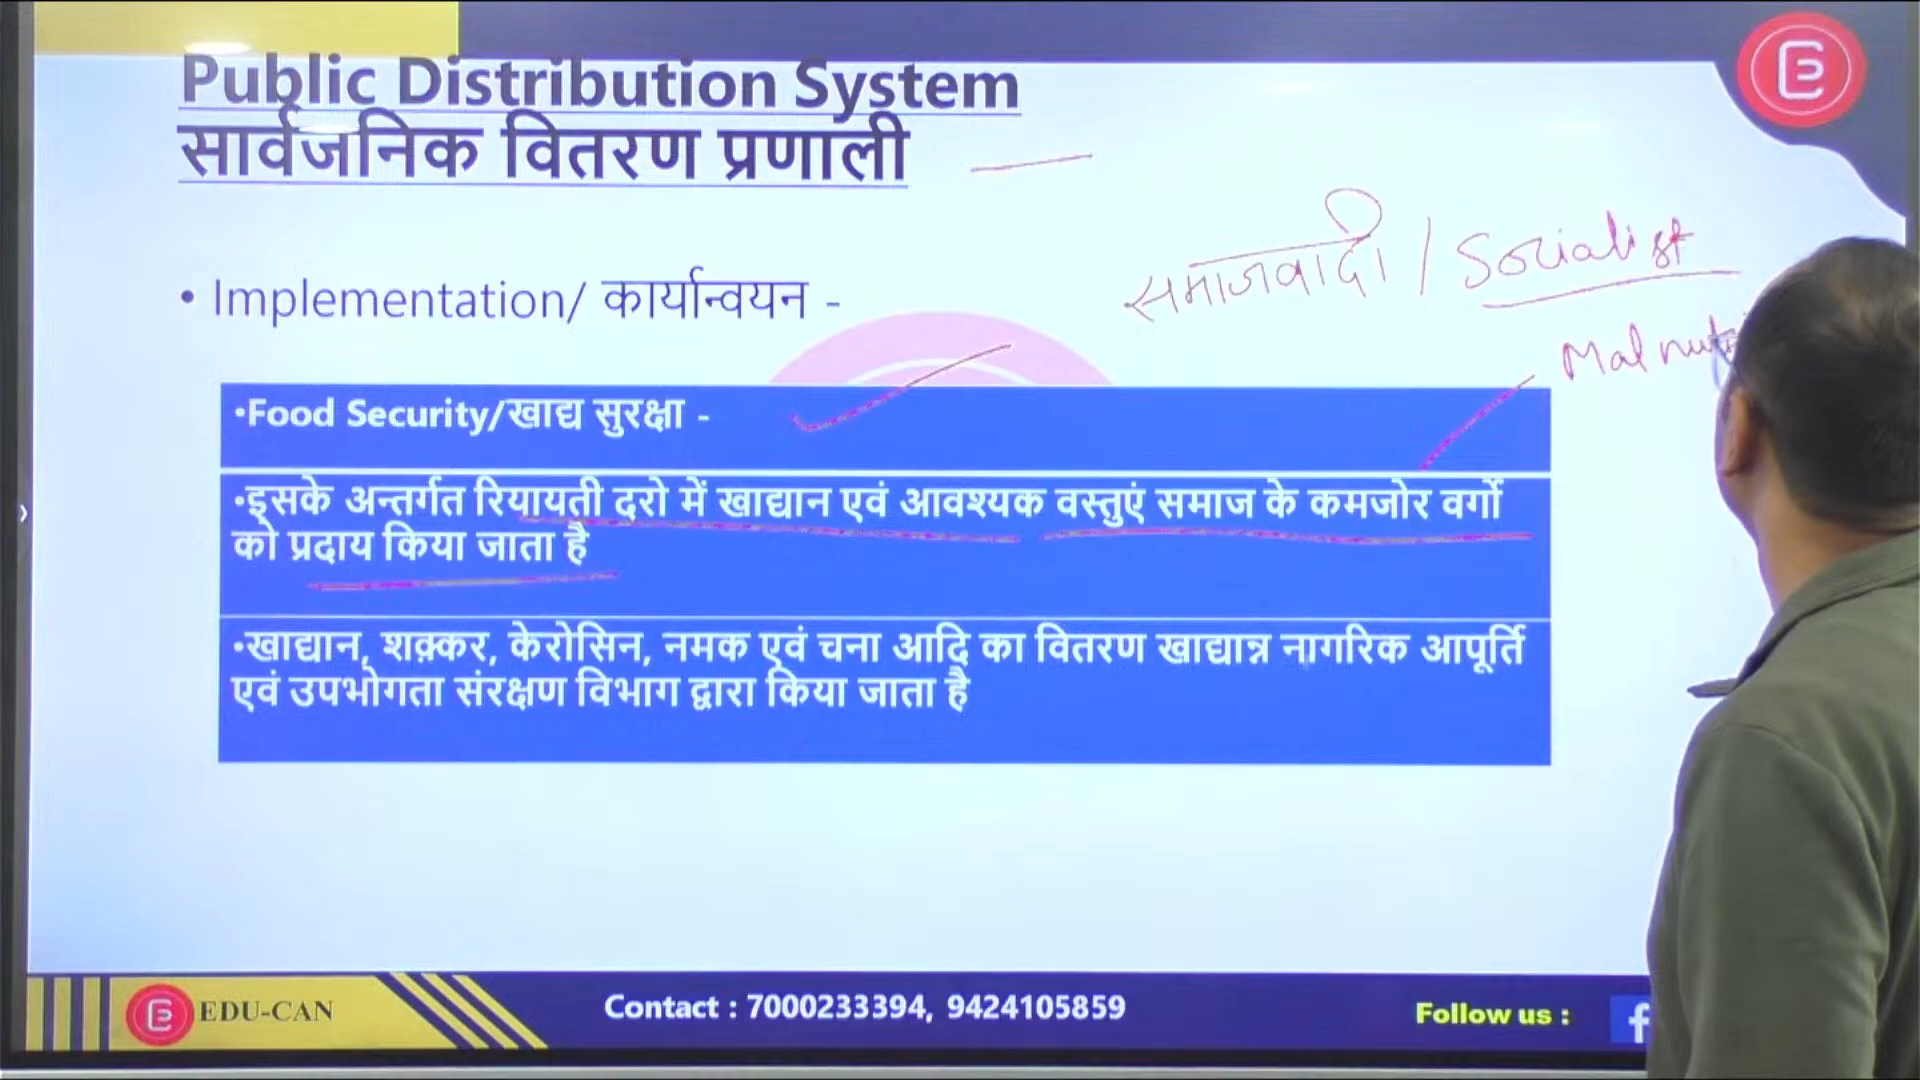 Public Distribution System
सार्वजनिक वितरण प्रणाली
समाजवादी / Socialist
• Implementation/ कार्यान्वयन -
•Food Security/खाद्य सुरक्षा -
•इसके अन्तर्गत रियायती दरो में खाद्यान एवं आवश्यक वस्तुएं समाज के कमजोर वर्गो
को प्रदाय किया जाता है
•खाद्यान, शक़्कर, केरोसिन, नमक एवं चना आदि का वितरण खाद्यान्न नागरिक आपूर्ति
एवं उपभोगता संरक्षण विभाग द्वारा किया जाता है
EDU-CAN
Contact : 7000233394, 9424105859
Follow us :